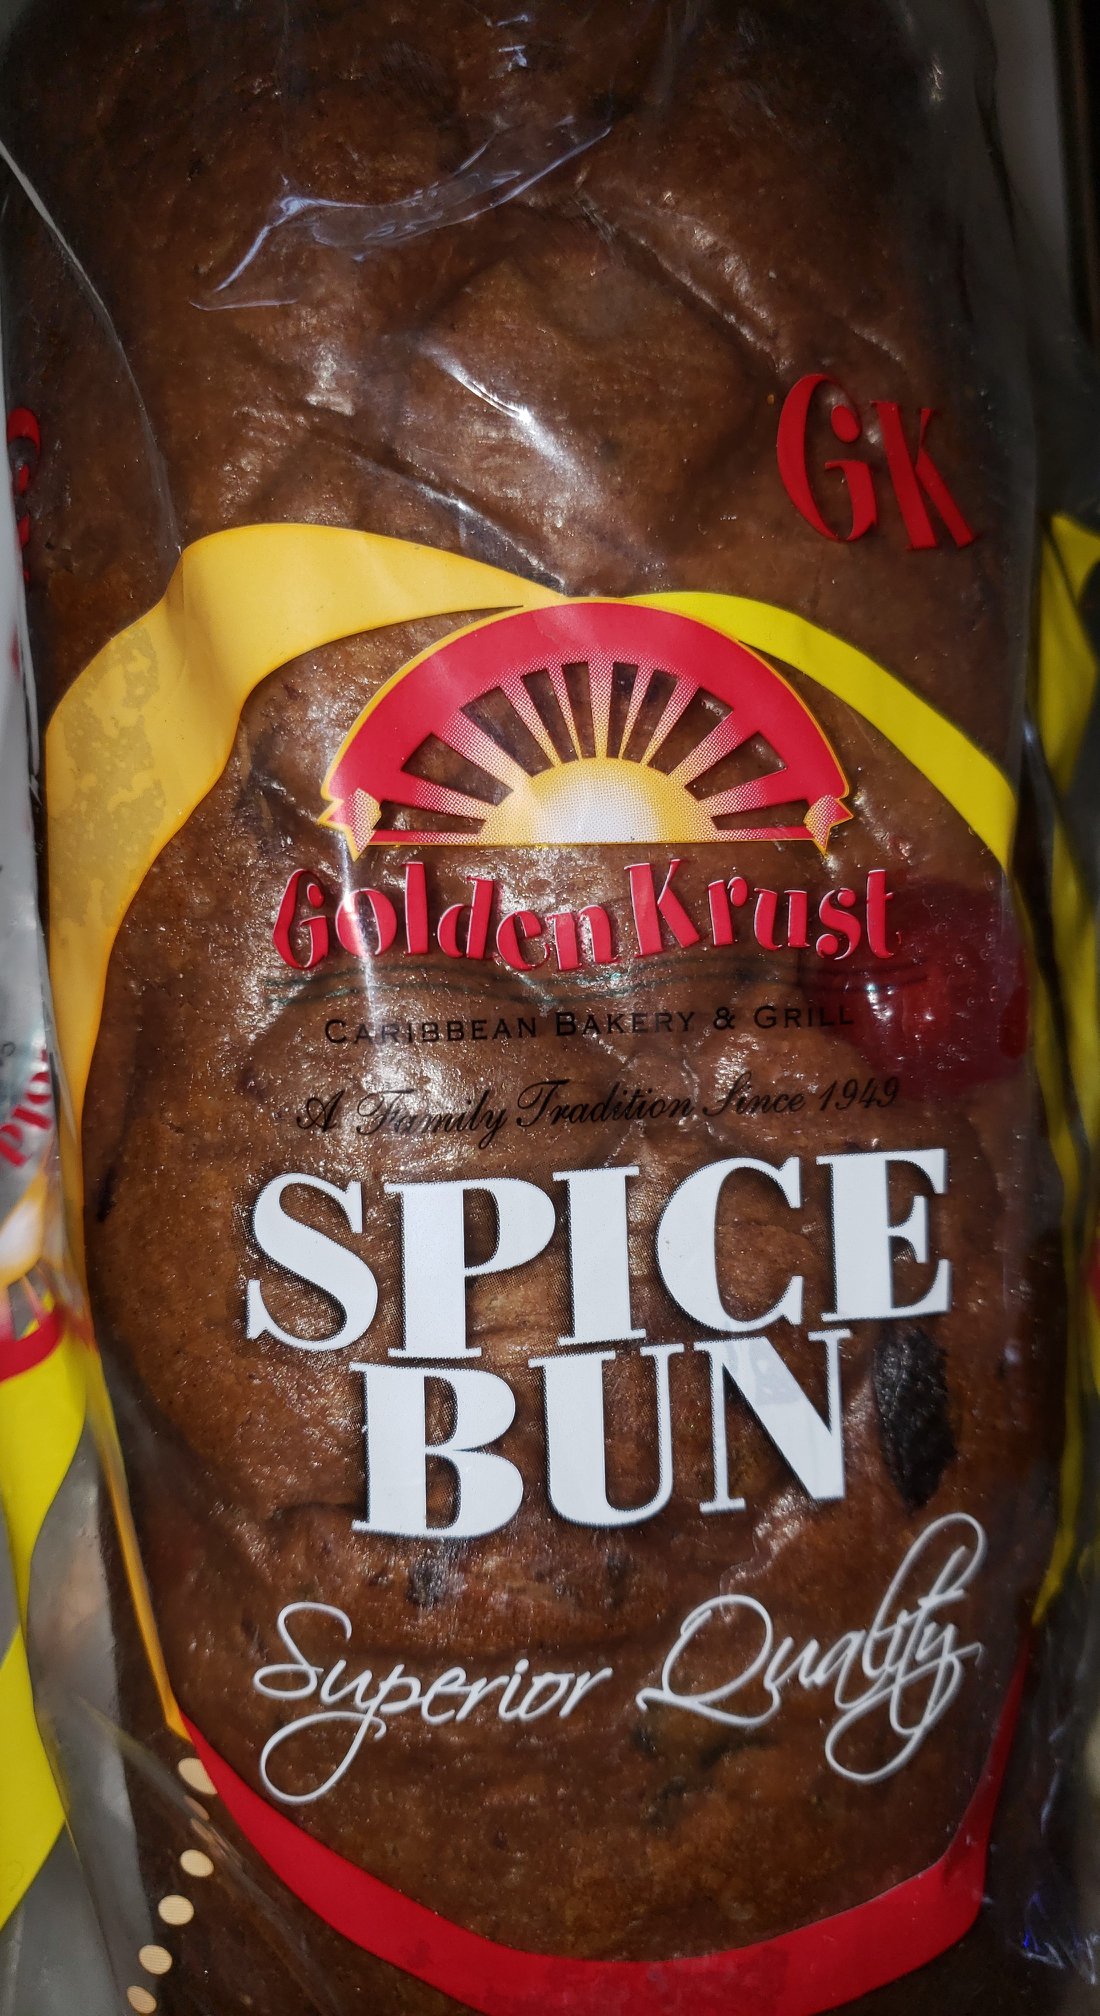 GK
Golden Krust
CARIBBEAN BAKERY & GRILL
A Family Tradition Since 1949
SPICE
BUN
Superior Quality